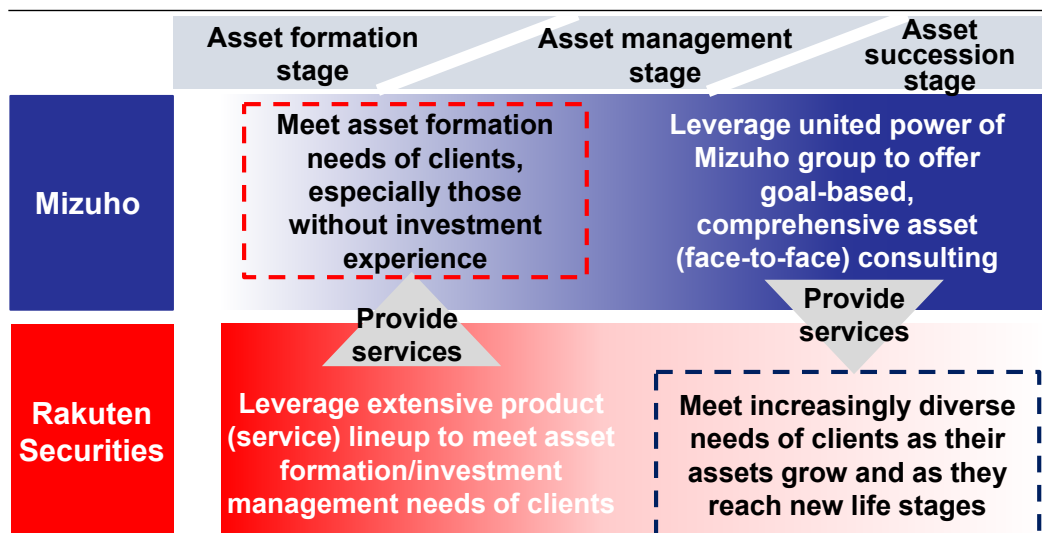 Asset formation
stage
Asset management
stage
Asset
succession
stage
Mizuho
Meet asset formation
needs of clients,
especially those
without investment
experience
Leverage united power of
Mizuho group to offer
goal-based,
comprehensive asset
(face-to-face) consulting
Provide
services
Provide
services
Rakuten
Securities
Leverage extensive product
(service) lineup to meet asset
formation/investment
management needs of clients
Meet increasingly diverse
needs of clients as their
assets grow and as they
reach new life stages